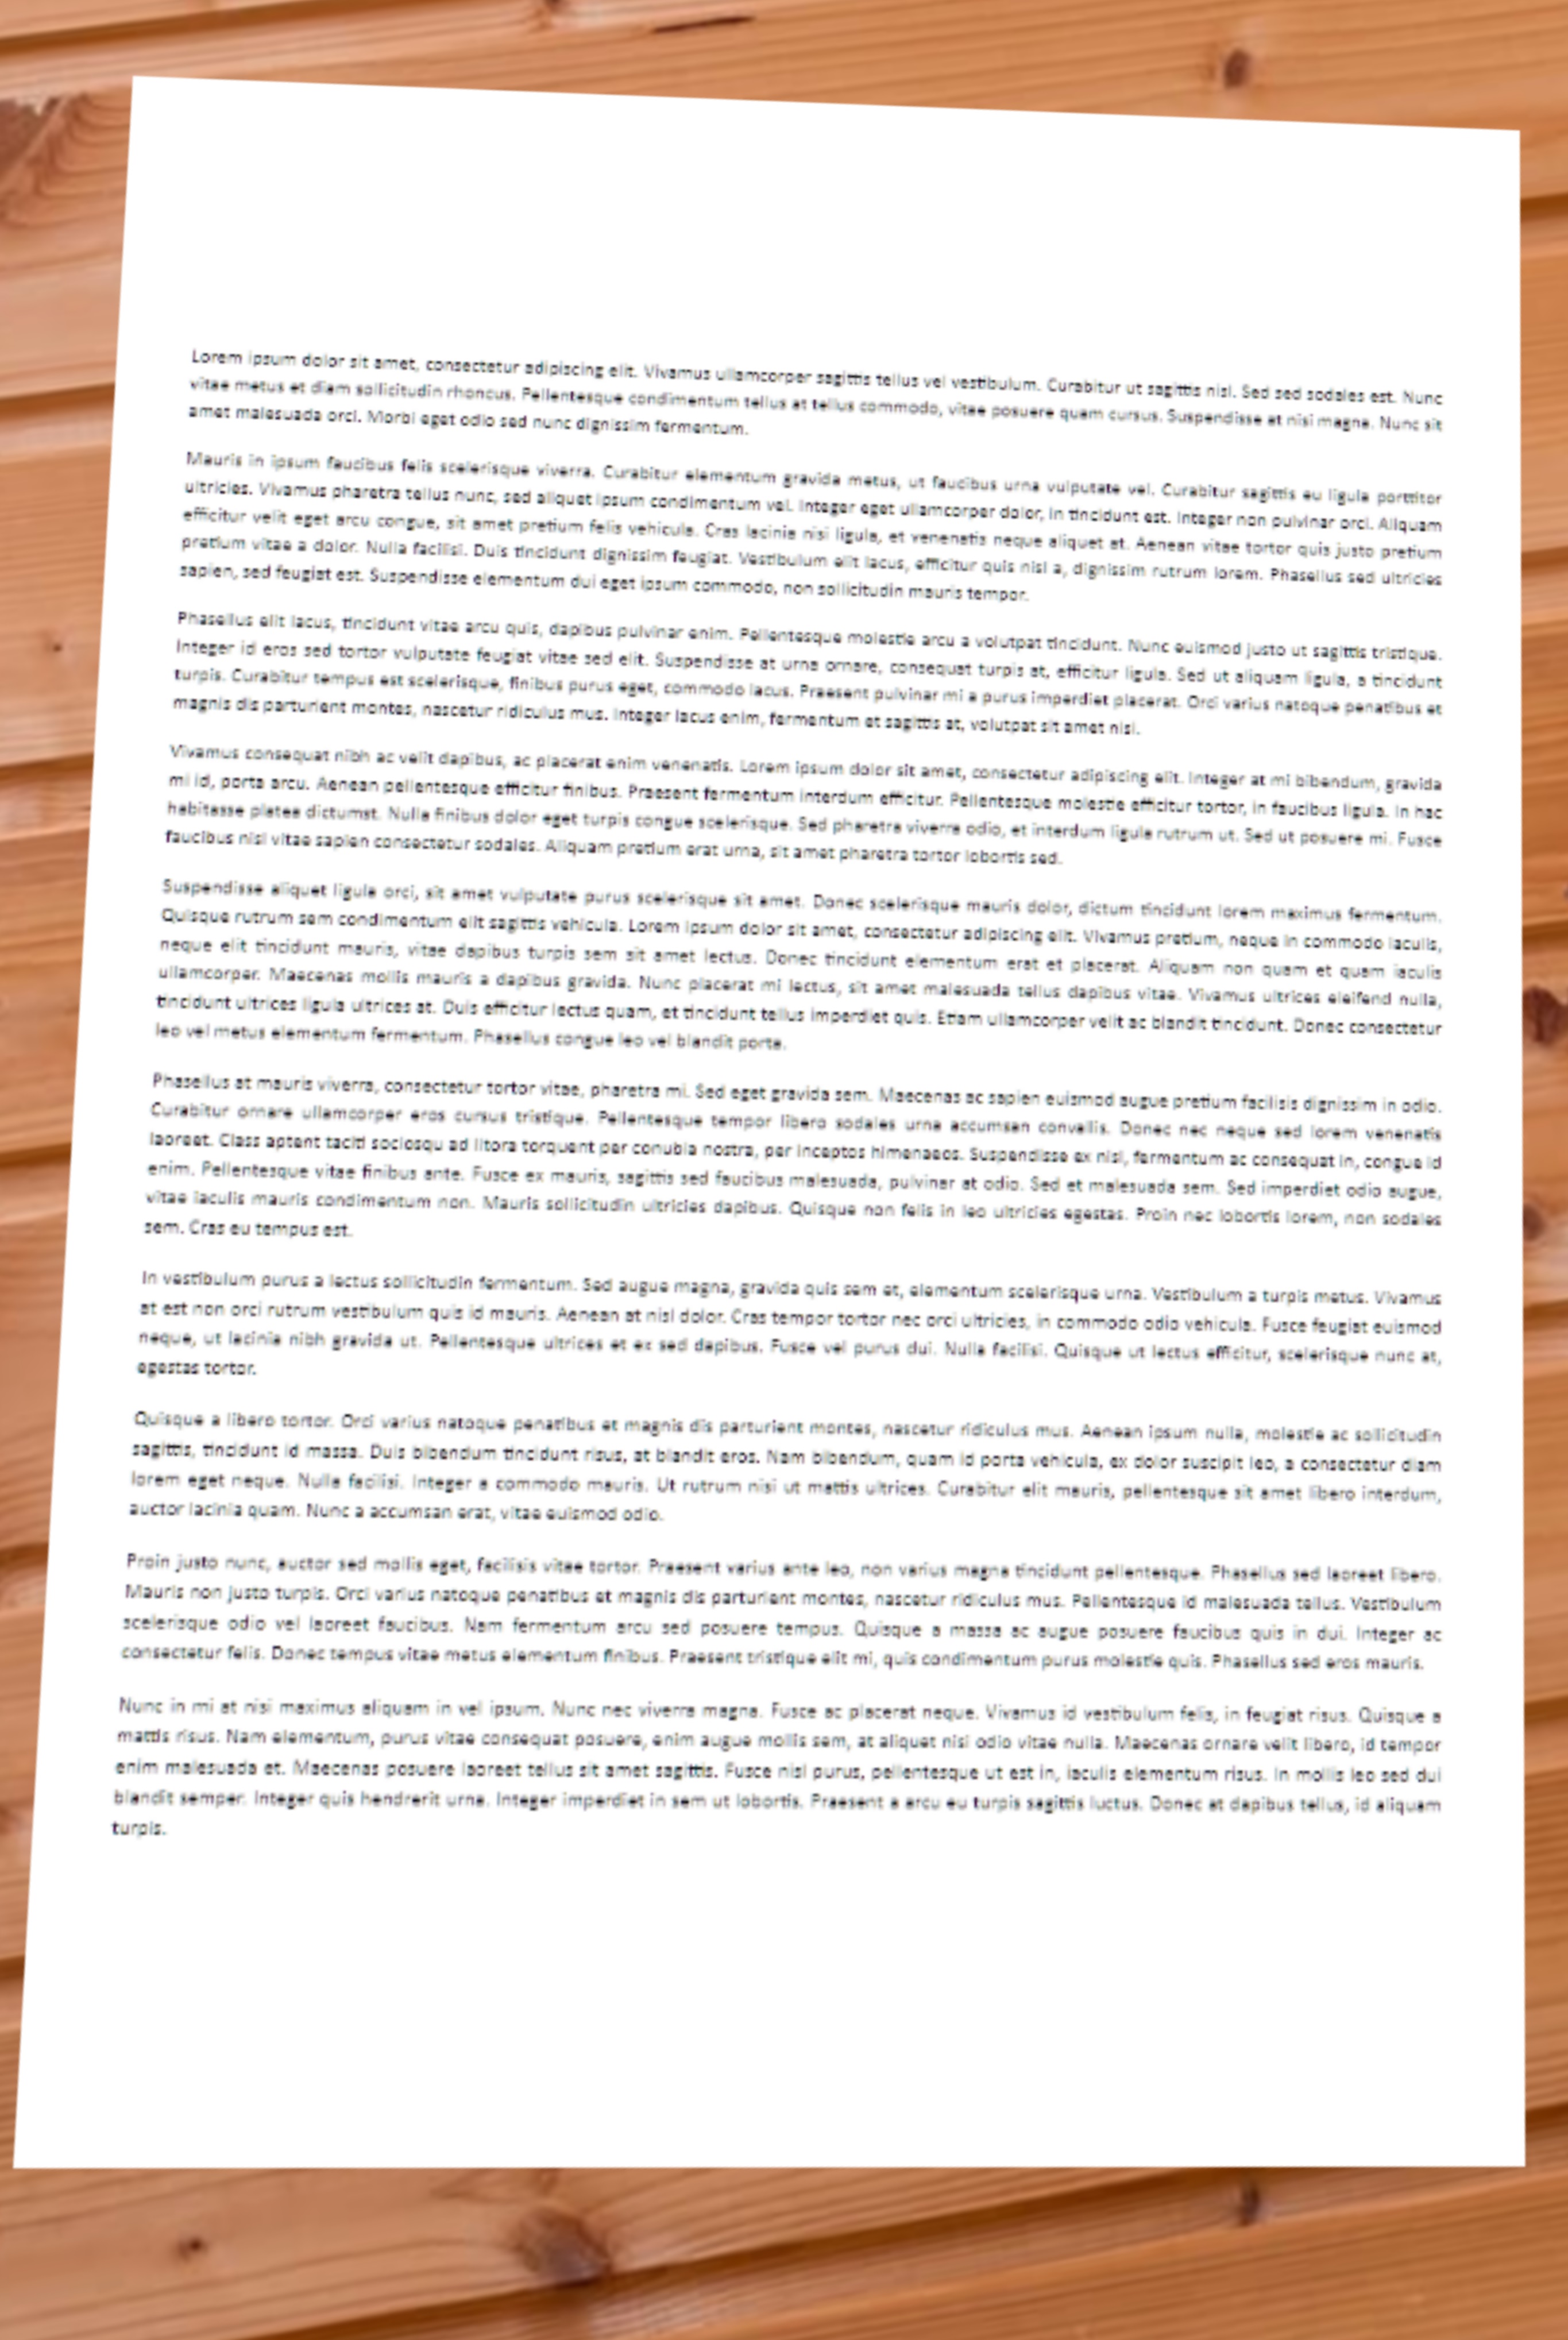 Lorem ipsum dolor sit amet, consectetur adipiscing elit. Vivamus ullamcorper sagittis tellus vel vestibulum. Curabitur ut sagittis nisl. Sed sed sodales est. Nunc
vitae metus et diam sollicitudin rhoncus. Pellentesque condimentum tellus at tellus commodo, vitae posuere quam cursus. Suspendisse at nisi magna. Nunc sit
amet malesuada orci. Morbi eget odio sed nunc dignissim fermentum.
Mauris in ipsum faucibus felis scelerisque viverra. Curabitur elementum gravida metus, ut faucibus urna vulputate vel. Curabitur sagittis eu ligula porttitor
ultricies. Vivamus pharetra tellus nunc, sed aliquet ipsum condimentum vel. Integer eget ullamcorper dolor, in tincidunt est. Integer non pulvinar orci. Aliquam
efficitur velit eget arcu congue, sit amet pretium felis vehicula. Cras lacinia nisi ligula, et venenatis neque aliquet at. Aenean vitae tortor quis justo pretium
pretium vitae a dolor. Nulla facilisi. Duis tincidunt dignissim feugiat. Vestibulum elit lacus, efficitur quis nisl a, dignissim rutrum lorem. Phasellus sed ultricies
sapien, sed feugiat est. Suspendisse elementum dui eget ipsum commodo, non sollicitudin mauris tempor.
Phasellus elit lacus, tincidunt vitae arcu quis, dapibus pulvinar enim. Pellentesque molestie arcu a volutpat tincidunt. Nunc euismod justo ut sagittis tristique.
Integer id eros sed tortor vulputate feugiat vitae sed elit. Suspendisse at urna ornare, consequat turpis at, efficitur ligula. Sed ut aliquam ligula, a tincidunt
turpis. Curabitur tempus est scelerisque, finibus purus eget, commodo lacus. Praesent pulvinar mi a purus imperdiet placerat. Orci varius natoque penatibus et
magnis dis parturient montes, nascetur ridiculus mus. Integer lacus enim, fermentum et sagittis at, volutpat sit amet nisl.
Vivamus consequat nibh ac velit dapibus, ac placerat enim venenatis. Lorem ipsum dolor sit amet, consectetur adipiscing elit. Integer at mi bibendum, gravida
mi id, porta arcu. Aenean pellentesque efficitur finibus. Praesent fermentum interdum efficitur. Pellentesque molestie efficitur tortor, in faucibus ligula. In hac
habitasse platea dictumst. Nulla finibus dolor eget turpis congue scelerisque. Sed pharetra viverra odio, et interdum ligula rutrum ut. Sed ut posuere mi. Fusce
faucibus nisl vitae sapien consectetur sodales. Aliquam pretium erat urna, sit amet pharetra tortor lobortis sed.
Suspendisse aliquet ligula orci, sit amet vulputate purus scelerisque sit amet. Donec scelerisque mauris dolor, dictum tincidunt lorem maximus fermentum.
Quisque rutrum sem condimentum elit sagittis vehicula. Lorem ipsum dolor sit amet, consectetur adipiscing elit. Vivamus pretium, neque in commodo iaculis,
neque elit tincidunt mauris, vitae dapibus turpis sem sit amet lectus. Donec tincidunt elementum erat et placerat. Aliquam non quam et quam iaculis
ullamcorper. Maecenas mollis mauris a dapibus gravida. Nunc placerat mi lectus, sit amet malesuada tellus dapibus vitae. Vivamus ultrices eleifend nulla,
tincidunt ultrices ligula ultrices at. Duis efficitur lectus quam, et tincidunt tellus imperdiet quis. Etiam ullamcorper velit ac blandit tincidunt. Donec consectetur
leo vel metus elementum fermentum. Phasellus congue leo vel blandit porta.
Phasellus at mauris viverra, consectetur tortor vitae, pharetra mi. Sed eget gravida sem. Maecenas ac sapien euismod augue pretium facilisis dignissim in odio.
Curabitur ornare ullamcorper eros cursus tristique. Pellentesque tempor libero sodales urna accumsan convallis. Donec nec neque sed lorem venenatis
laoreet. Class aptent taciti sociosqu ad litora torquent per conubia nostra, per inceptos himenaeos. Suspendisse ex nisl, fermentum ac consequat in, congue id
enim. Pellentesque vitae finibus ante. Fusce ex mauris, sagittis sed faucibus malesuada, pulvinar at odio. Sed et malesuada sem. Sed imperdiet odio augue,
vitae iaculis mauris condimentum non. Mauris sollicitudin ultricies dapibus. Quisque non felis in leo ultricies egestas. Proin nec lobortis lorem, non sodales
sem. Cras eu tempus est.
In vestibulum purus a lectus sollicitudin fermentum. Sed augue magna, gravida quis sem et, elementum scelerisque urna. Vestibulum a turpis metus. Vivamus
at est non orci rutrum vestibulum quis id mauris. Aenean at nisl dolor. Cras tempor tortor nec orci ultricies, in commodo odio vehicula. Fusce feugiat euismod
neque, ut lacinia nibh gravida ut. Pellentesque ultrices et ex sed dapibus. Fusce vel purus dui. Nulla facilisi. Quisque ut lectus efficitur, scelerisque nunc at,
egestas tortor.
Quisque a libero tortor. Orci varius natoque penatibus et magnis dis parturient montes, nascetur ridiculus mus. Aenean ipsum nulla, molestie ac sollicitudin
sagittis, tincidunt id massa. Duis bibendum tincidunt risus, at blandit eros. Nam bibendum, quam id porta vehicula, ex dolor suscipit leo, a consectetur diam
lorem eget neque. Nulla facilisi. Integer a commodo mauris. Ut rutrum nisi ut mattis ultrices. Curabitur elit mauris, pellentesque sit amet libero interdum,
auctor lacinia quam. Nunc a accumsan erat, vitae euismod odio.
Proin justo nunc, auctor sed mollis eget, facilisis vitae tortor. Praesent varius ante leo, non varius magna tincidunt pellentesque. Phasellus sed laoreet libero.
Mauris non justo turpis. Orci varius natoque penatibus et magnis dis parturient montes, nascetur ridiculus mus. Pellentesque id malesuada tellus. Vestibulum
scelerisque odio vel laoreet faucibus. Nam fermentum arcu sed posuere tempus. Quisque a massa ac augue posuere faucibus quis in dui. Integer ac
consectetur felis. Donec tempus vitae metus elementum finibus. Praesent tristique elit mi, quis condimentum purus molestie quis. Phasellus sed eros mauris.
Nunc in mi at nisi maximus aliquam in vel ipsum. Nunc nec viverra magna. Fusce ac placerat neque. Vivamus id vestibulum felis, in feugiat risus. Quisque a
mattis risus. Nam elementum, purus vitae consequat posuere, enim augue mollis sem, at aliquet nisi odio vitae nulla. Maecenas ornare velit libero, id tempor
enim malesuada et. Maecenas posuere laoreet tellus sit amet sagittis. Fusce nisl purus, pellentesque ut est in, iaculis elementum risus. In mollis leo sed dui
blandit semper. Integer quis hendrerit urna. Integer imperdiet in sem ut lobortis. Praesent a arcu eu turpis sagittis luctus. Donec at dapibus tellus, id aliquam
turpis.